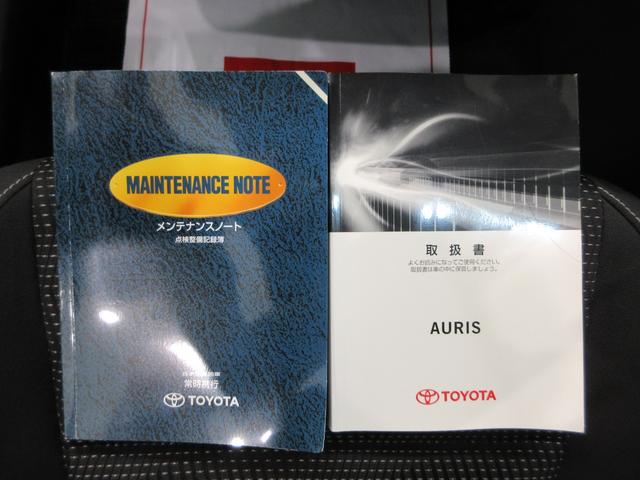 MAINTENANCE NOTE
メンテナンスノート
点検整備記録簿
常時携行
TOYOTA
取扱書
よくお読みになってご使用ください。
取扱書は車の中に保管しましょう。
AURIS
TOYOTA